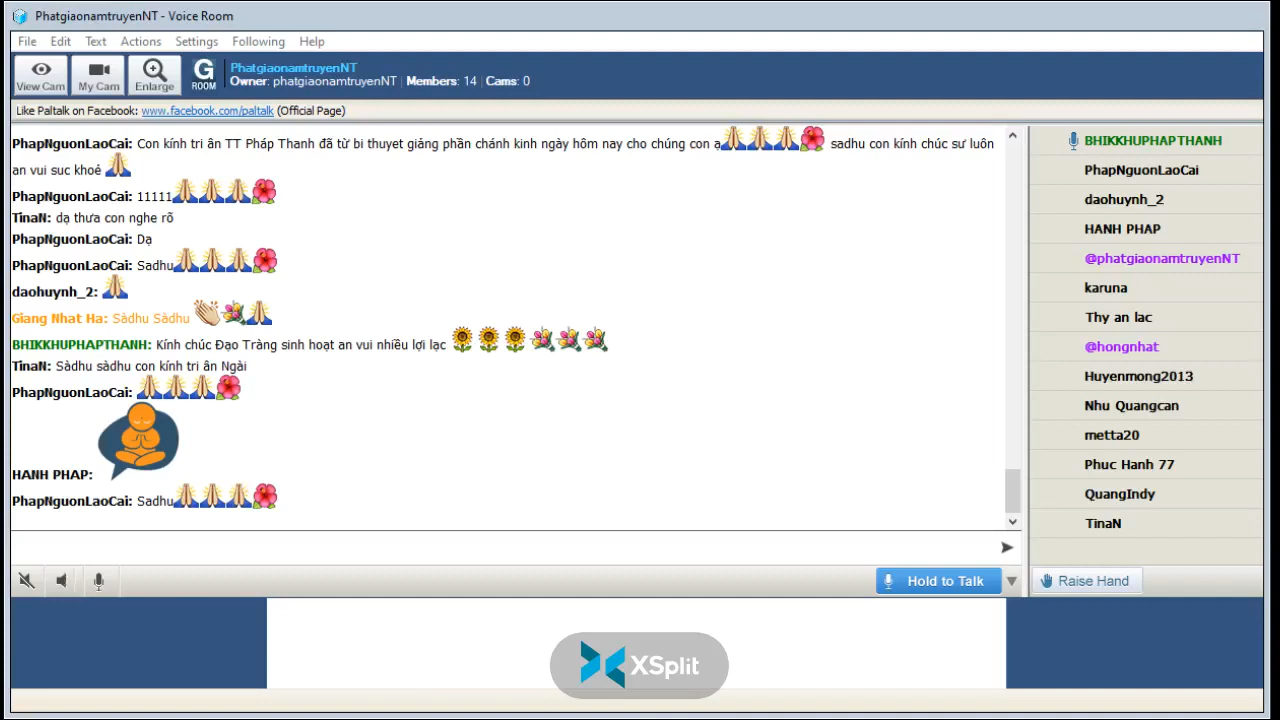 PhatgiaonamtruyenNT - Voice Room
File Edit Text Actions Settings Following Help
View Cam My Cam Enlarge G ROOM
PhatgiaonamtruyenNT
Owner: phatgiaonamtruyenNT | Members: 14 | Cams: 0
Like Paltalk on Facebook: www.facebook.com/paltalk (Official Page)
PhapNguonLaoCai: Con kính tri ân TT Pháp Thanh đã từ bi thuyet giảng phần chánh kinh ngày hôm nay cho chúng con ạ sadhu con kính chúc sư luôn
an vui suc khoẻ
PhapNguonLaoCai: 11111
TinaN: dạ thưa con nghe rõ
PhapNguonLaoCai: Dạ
PhapNguonLaoCai: Sadhu
daohuynh_2:
Giang Nhat Ha: Sàdhu Sàdhu
BHIKKHUPHAPTHANH: Kính chúc Đạo Tràng sinh hoạt an vui nhiều lợi lạc
TinaN: Sàdhu sàdhu con kính tri ân Ngài
PhapNguonLaoCai:
HANH PHAP:
PhapNguonLaoCai: Sadhu
BHIKKHUPHAPTHANH
PhapNguonLaoCai
daohuynh_2
HANH PHAP
@phatgiaonamtruyenNT
karuna
Thy an lac
@hongnhat
Huyenmong2013
Nhu Quangcan
metta20
Phuc Hanh 77
QuangIndy
TinaN
Hold to Talk
Raise Hand
XSplit